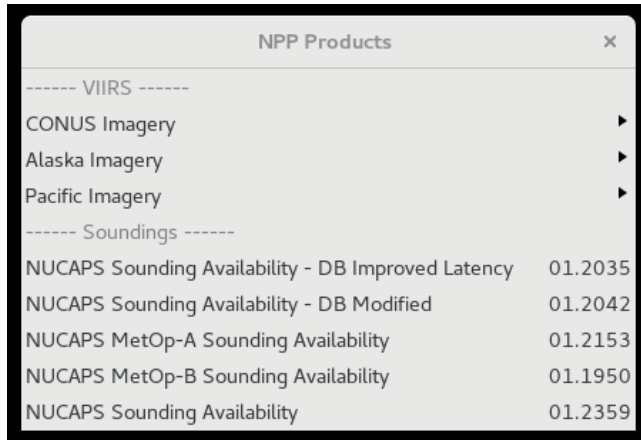 NPP Products ×
------ VIIRS ------
CONUS Imagery
Alaska Imagery
Pacific Imagery
------ Soundings ------
NUCAPS Sounding Availability - DB Improved Latency 01.2035
NUCAPS Sounding Availability - DB Modified 01.2042
NUCAPS MetOp-A Sounding Availability 01.2153
NUCAPS MetOp-B Sounding Availability 01.1950
NUCAPS Sounding Availability 01.2359